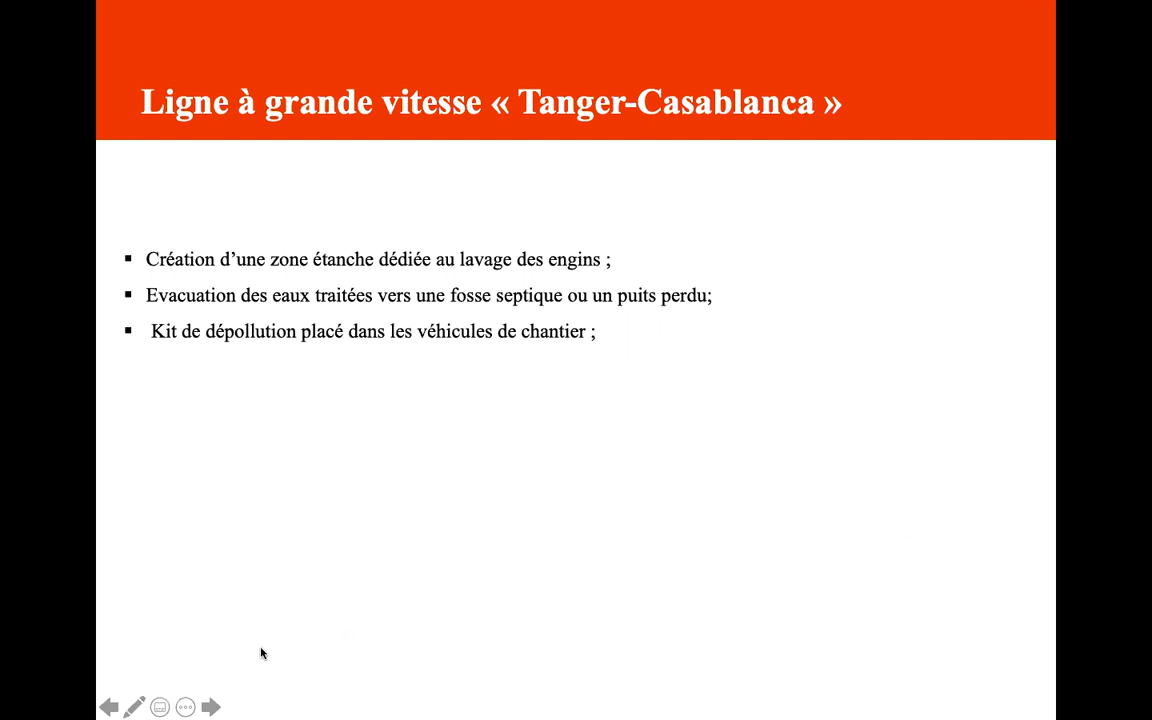 Ligne à grande vitesse « Tanger-Casablanca »
▪ Création d’une zone étanche dédiée au lavage des engins ;
▪ Evacuation des eaux traitées vers une fosse septique ou un puits perdu;
▪ Kit de dépollution placé dans les véhicules de chantier ;